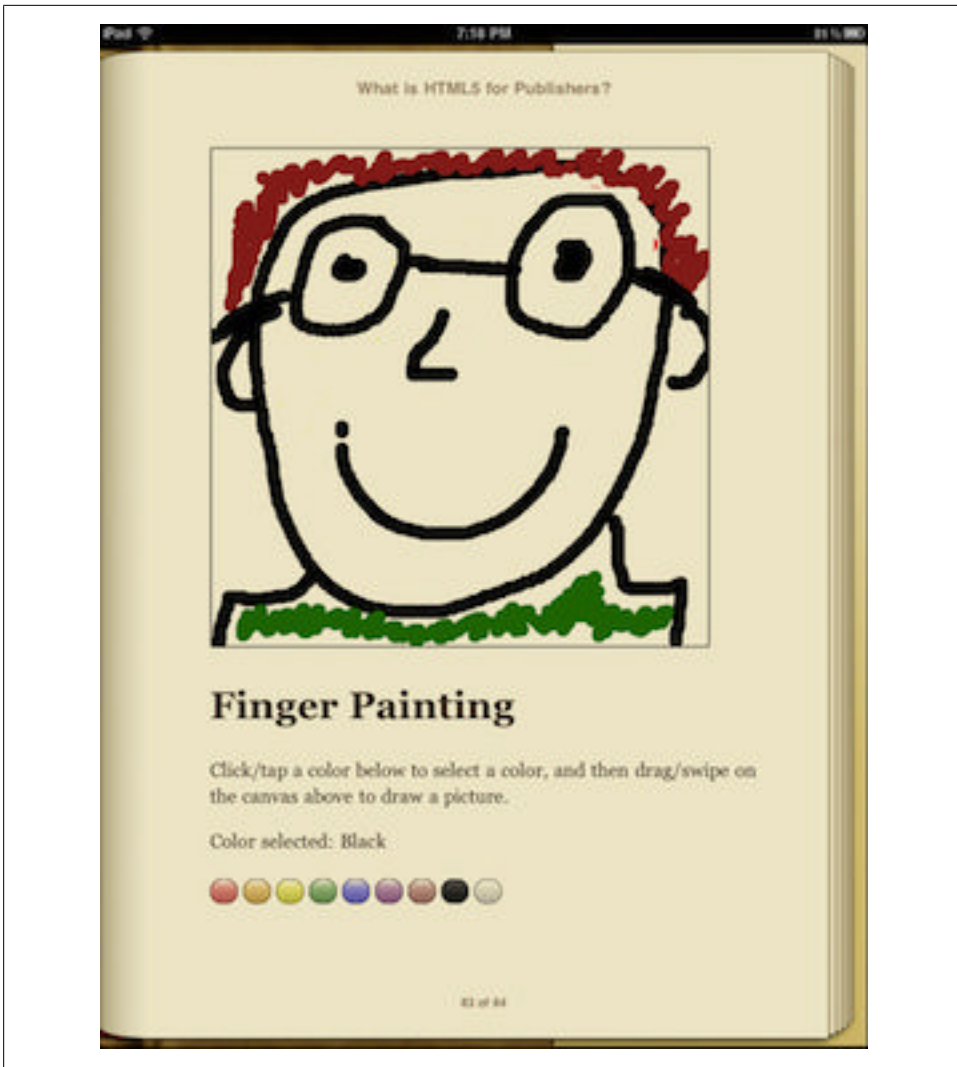 iPad
7:18 PM
What is HTML5 for Publishers?
Finger Painting
Click/tap a color below to select a color, and then drag/swipe on
the canvas above to draw a picture.
Color selected: Black
83 of 84